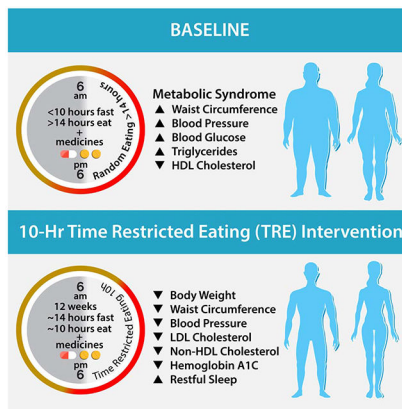 BASELINE
6
am
<10 hours fast
>14 hours eat
+
medicines
pm
6
Random Eating >14 hours
Metabolic Syndrome
▲ Waist Circumference
▲ Blood Pressure
▲ Blood Glucose
▲ Triglycerides
▼ HDL Cholesterol
10-Hr Time Restricted Eating (TRE) Intervention
6
am
12 weeks
~14 hours fast
~10 hours eat
+
medicines
pm
6
Time Restricted Eating 10h
▼ Body Weight
▼ Waist Circumference
▼ Blood Pressure
▼ LDL Cholesterol
▼ Non-HDL Cholesterol
▼ Hemoglobin A1C
▲ Restful Sleep